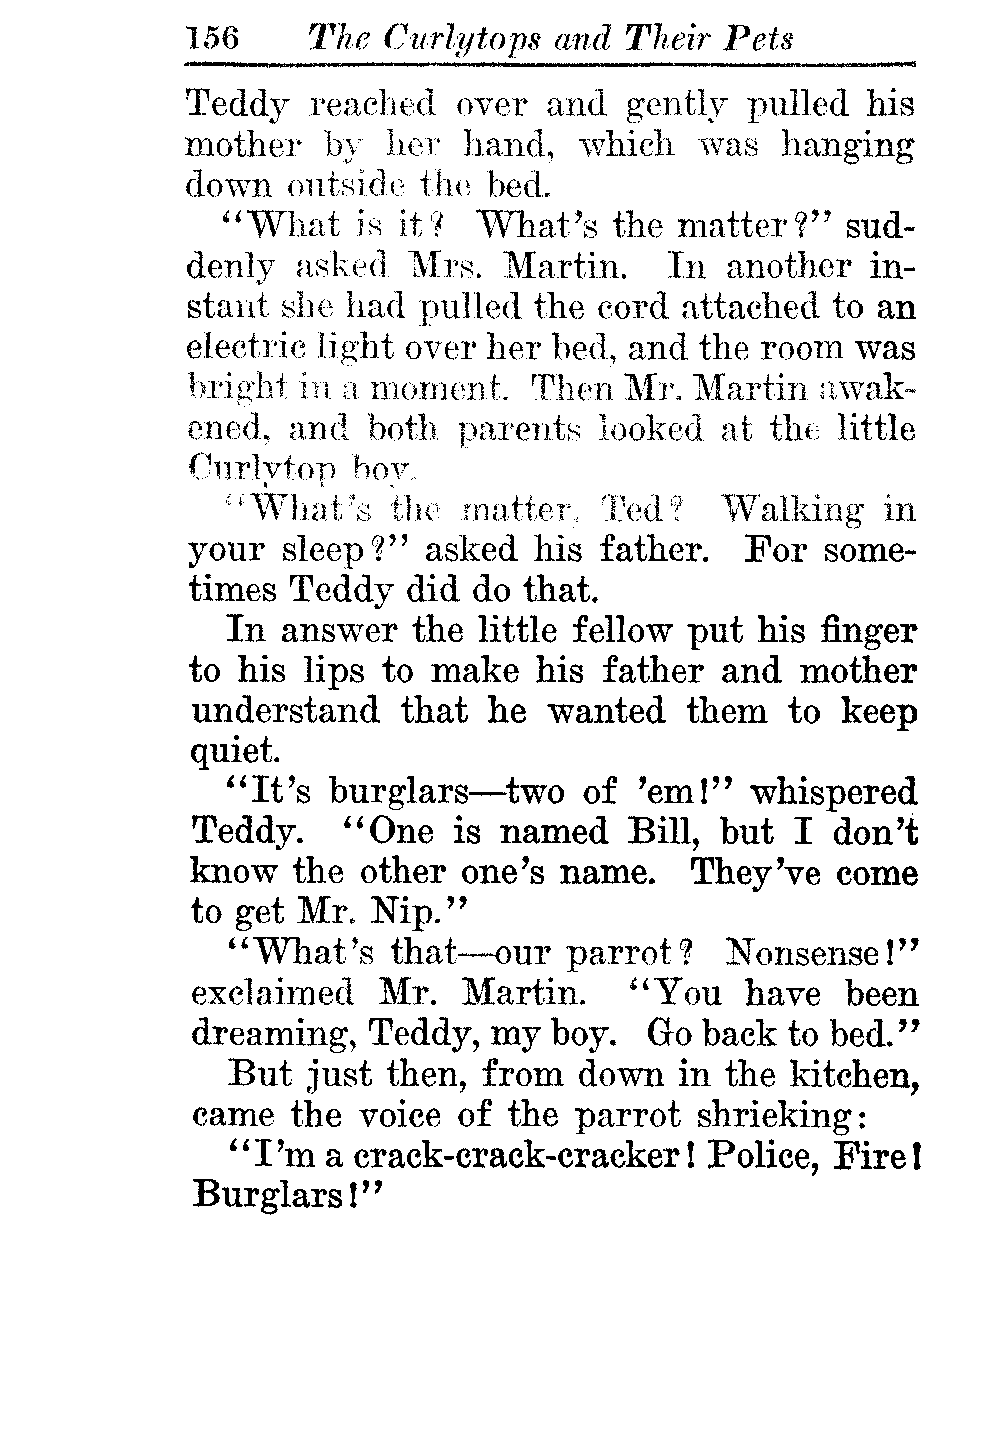 156 The Curlytops and Their Pets
Teddy reached over and gently pulled his
mother by her hand, which was hanging
down outside the bed.
“What is it? What’s the matter?” sud-
denly asked Mrs. Martin. In another in-
stant she had pulled the cord attached to an
electric light over her bed, and the room was
bright in a moment. Then Mr. Martin awak-
ened, and both parents looked at the little
Curlytop boy.
“What’s the matter, Ted? Walking in
your sleep?” asked his father. For some-
times Teddy did do that.
In answer the little fellow put his finger
to his lips to make his father and mother
understand that he wanted them to keep
quiet.
“It’s burglars—two of ’em!” whispered
Teddy. “One is named Bill, but I don’t
know the other one’s name. They’ve come
to get Mr. Nip.”
“What’s that—our parrot? Nonsense!”
exclaimed Mr. Martin. “You have been
dreaming, Teddy, my boy. Go back to bed.”
But just then, from down in the kitchen,
came the voice of the parrot shrieking:
“I’m a crack-crack-cracker! Police, Fire!
Burglars!”